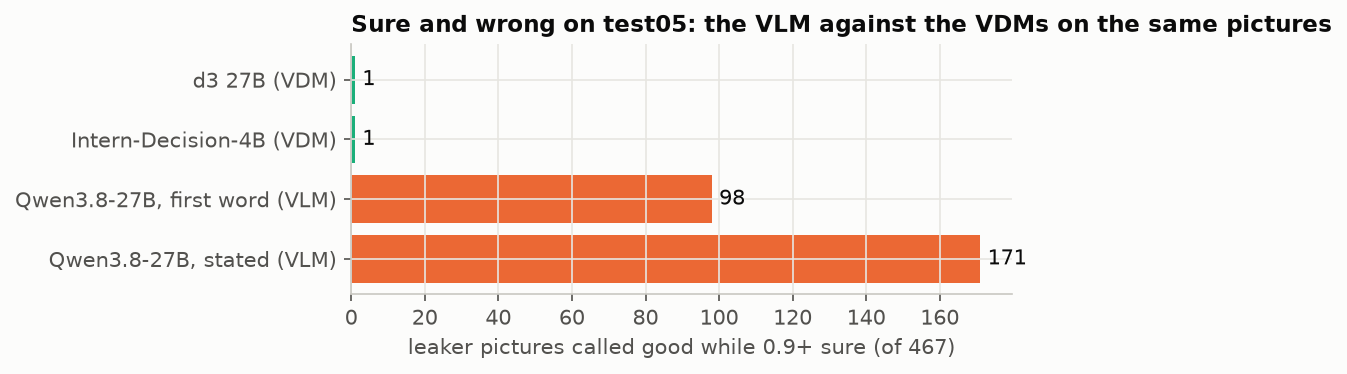 Sure and wrong on test05: the VLM against the VDMs on the same pictures
d3 27B (VDM)
1
Intern-Decision-4B (VDM)
1
Qwen3.8-27B, first word (VLM)
98
Qwen3.8-27B, stated (VLM)
171
0 20 40 60 80 100 120 140 160
leaker pictures called good while 0.9+ sure (of 467)